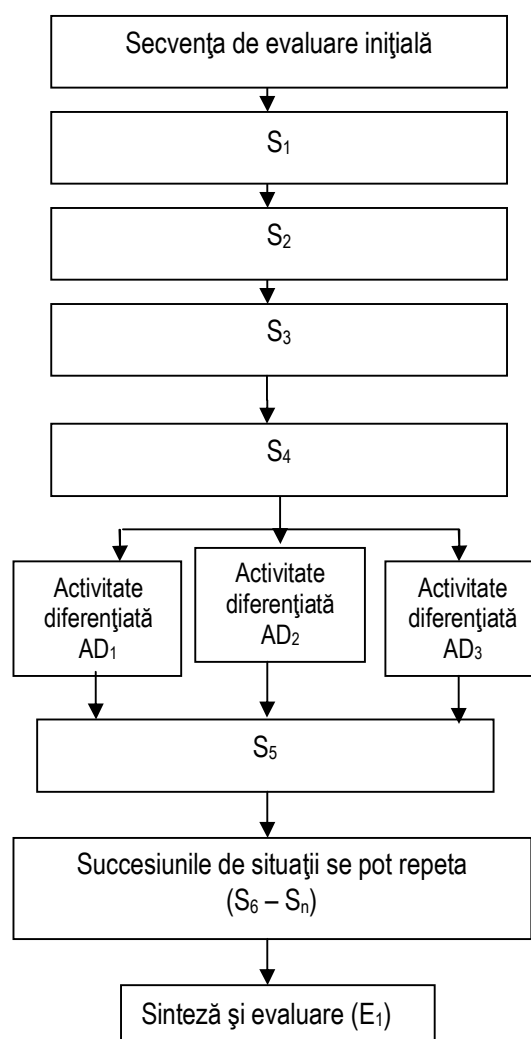 Secvenţa de evaluare iniţială
S₁
S₂
S₃
S₄
Activitate
diferenţiată
AD₁
Activitate
diferenţiată
AD₂
Activitate
diferenţiată
AD₃
S₅
Succesiunile de situaţii se pot repeta
(S₆ – Sₙ)
Sinteză şi evaluare (E₁)